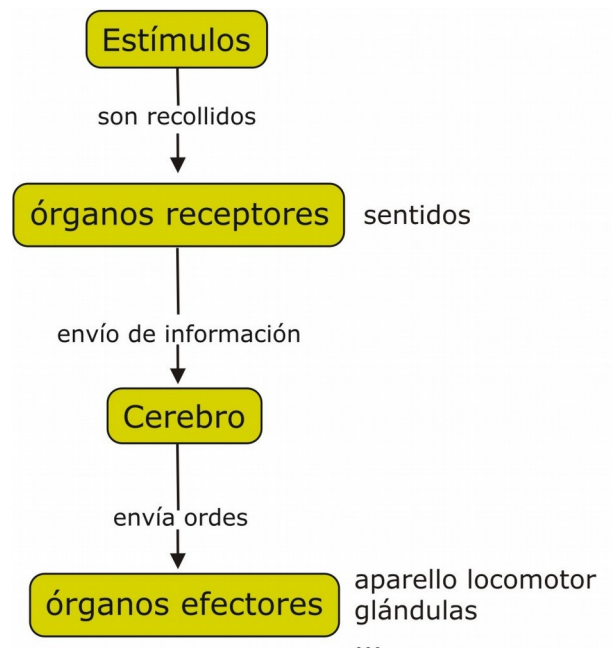 Estímulos
son recollidos
órganos receptores
sentidos
envío de información
Cerebro
envía ordes
órganos efectores
aparello locomotor
glándulas
...